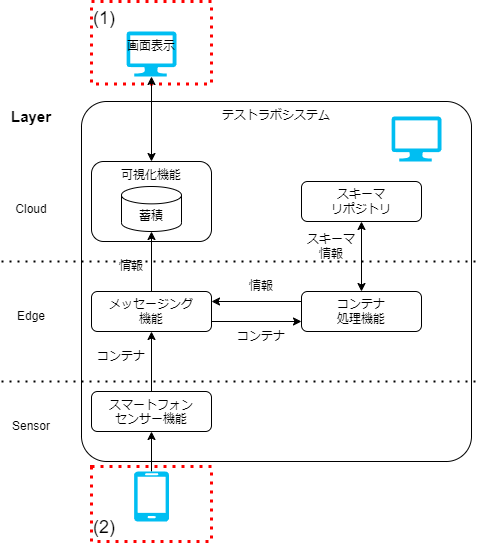 (1)
画面表示
Layer
テストラボシステム
可視化機能
蓄積
スキーマ
リポジトリ
Cloud
スキーマ
情報
情報
Edge
メッセージング
機能
情報
コンテナ
コンテナ
処理機能
コンテナ
Sensor
スマートフォン
センサー機能
(2)